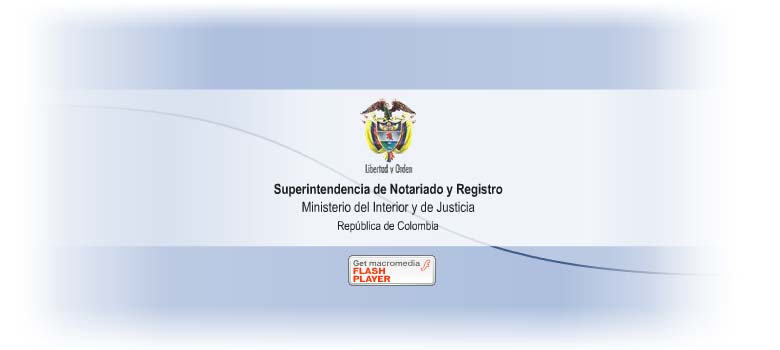 Libertad y Orden
Superintendencia de Notariado y Registro
Ministerio del Interior y de Justicia
República de Colombia
Get macromedia
FLASH
PLAYER